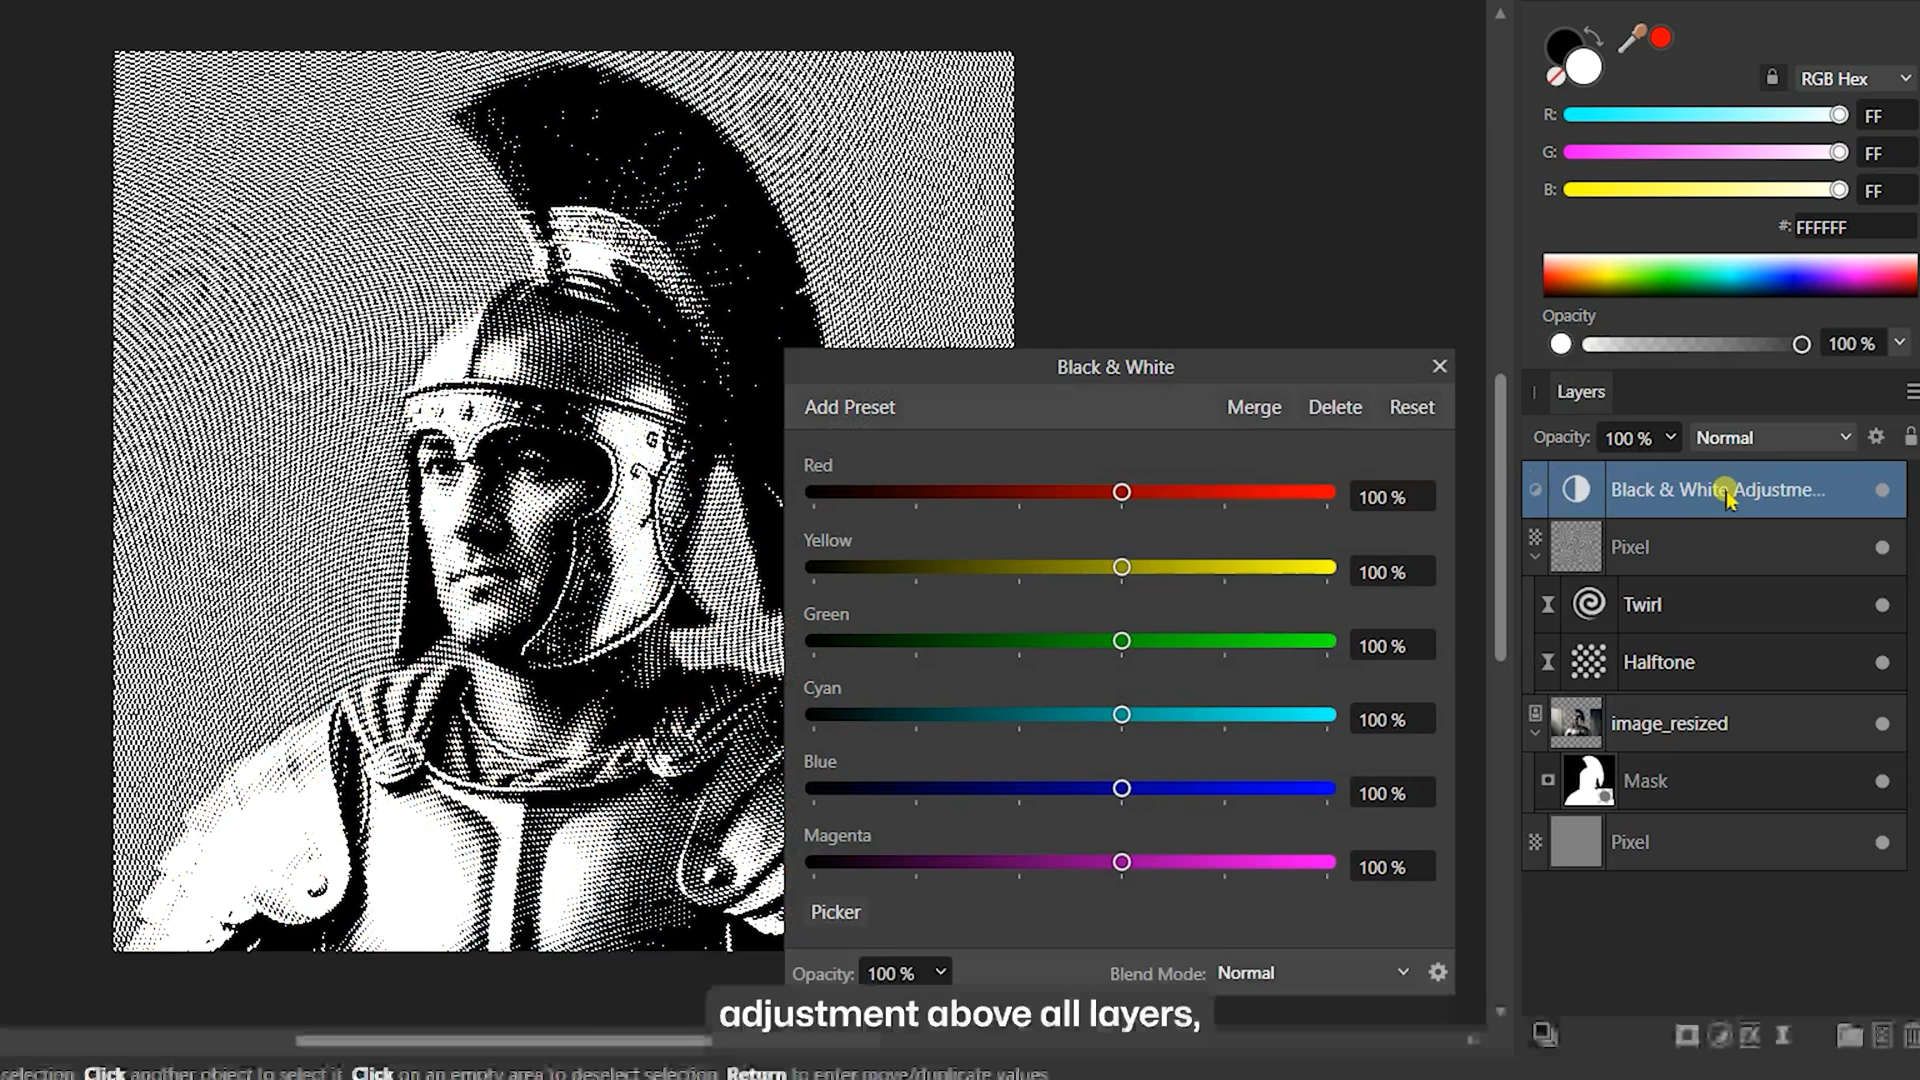 RGB Hex
R: FF
G: FF
B: FF
#: FFFFFF
Opacity
100 %
Layers
Opacity: 100 % Normal
Black & White Adjustme...
Pixel
Twirl
Halftone
image_resized
Mask
Pixel
Black & White
Add Preset Merge Delete Reset
Red
100 %
Yellow
100 %
Green
100 %
Cyan
100 %
Blue
100 %
Magenta
100 %
Picker
Opacity: 100 % Blend Mode: Normal
adjustment above all layers,
selection. Click another object to select it. Click on an empty area to deselect selection. Return to enter move/duplicate values.